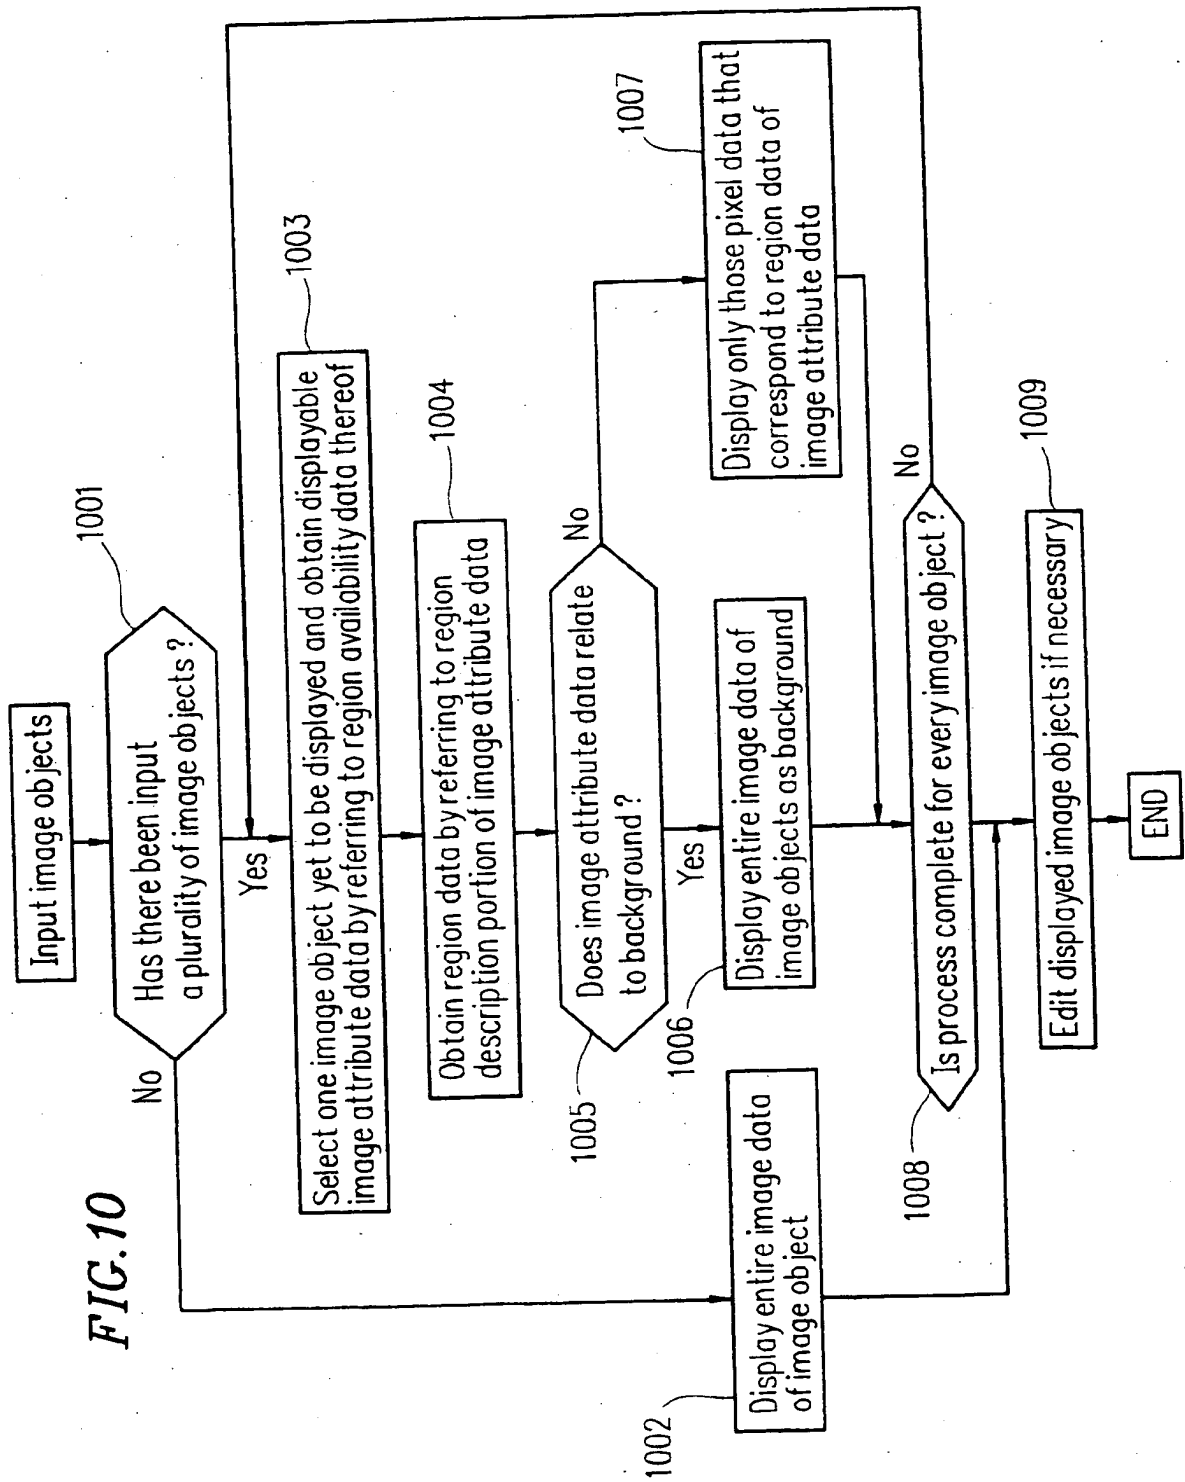 FIG.10
Input image objects
1001
Has there been input
a plurality of image objects ?
No
Yes
1003
Select one image object yet to be displayed and obtain displayable
image attribute data by referring to region availability data thereof
1004
Obtain region data by referring to region
description portion of image attribute data
1005
Does image attribute data relate
to background ?
No
Yes
1002
Display entire image data
of image object
1006
Display entire image data of
image objects as background
1007
Display only those pixel data that
correspond to region data of
image attribute data
1008
Is process complete for every image object ?
No
1009
Edit displayed image objects if necessary
END